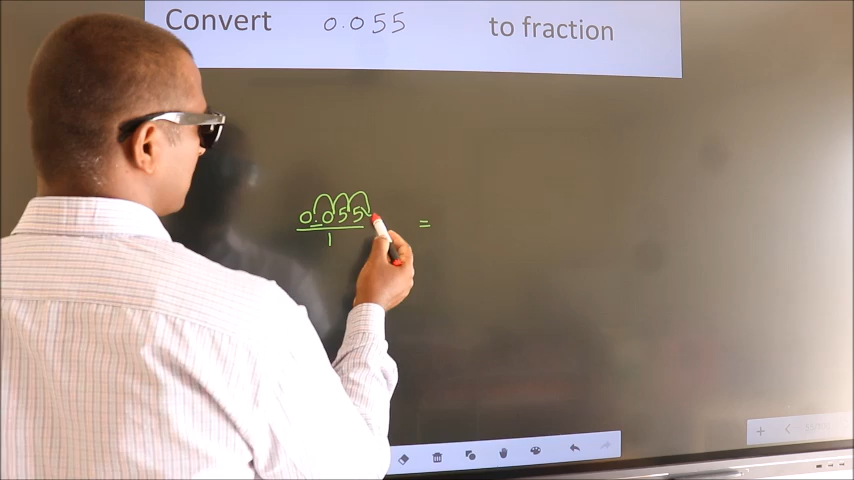 Convert 0.055 to fraction
0.055 =
1